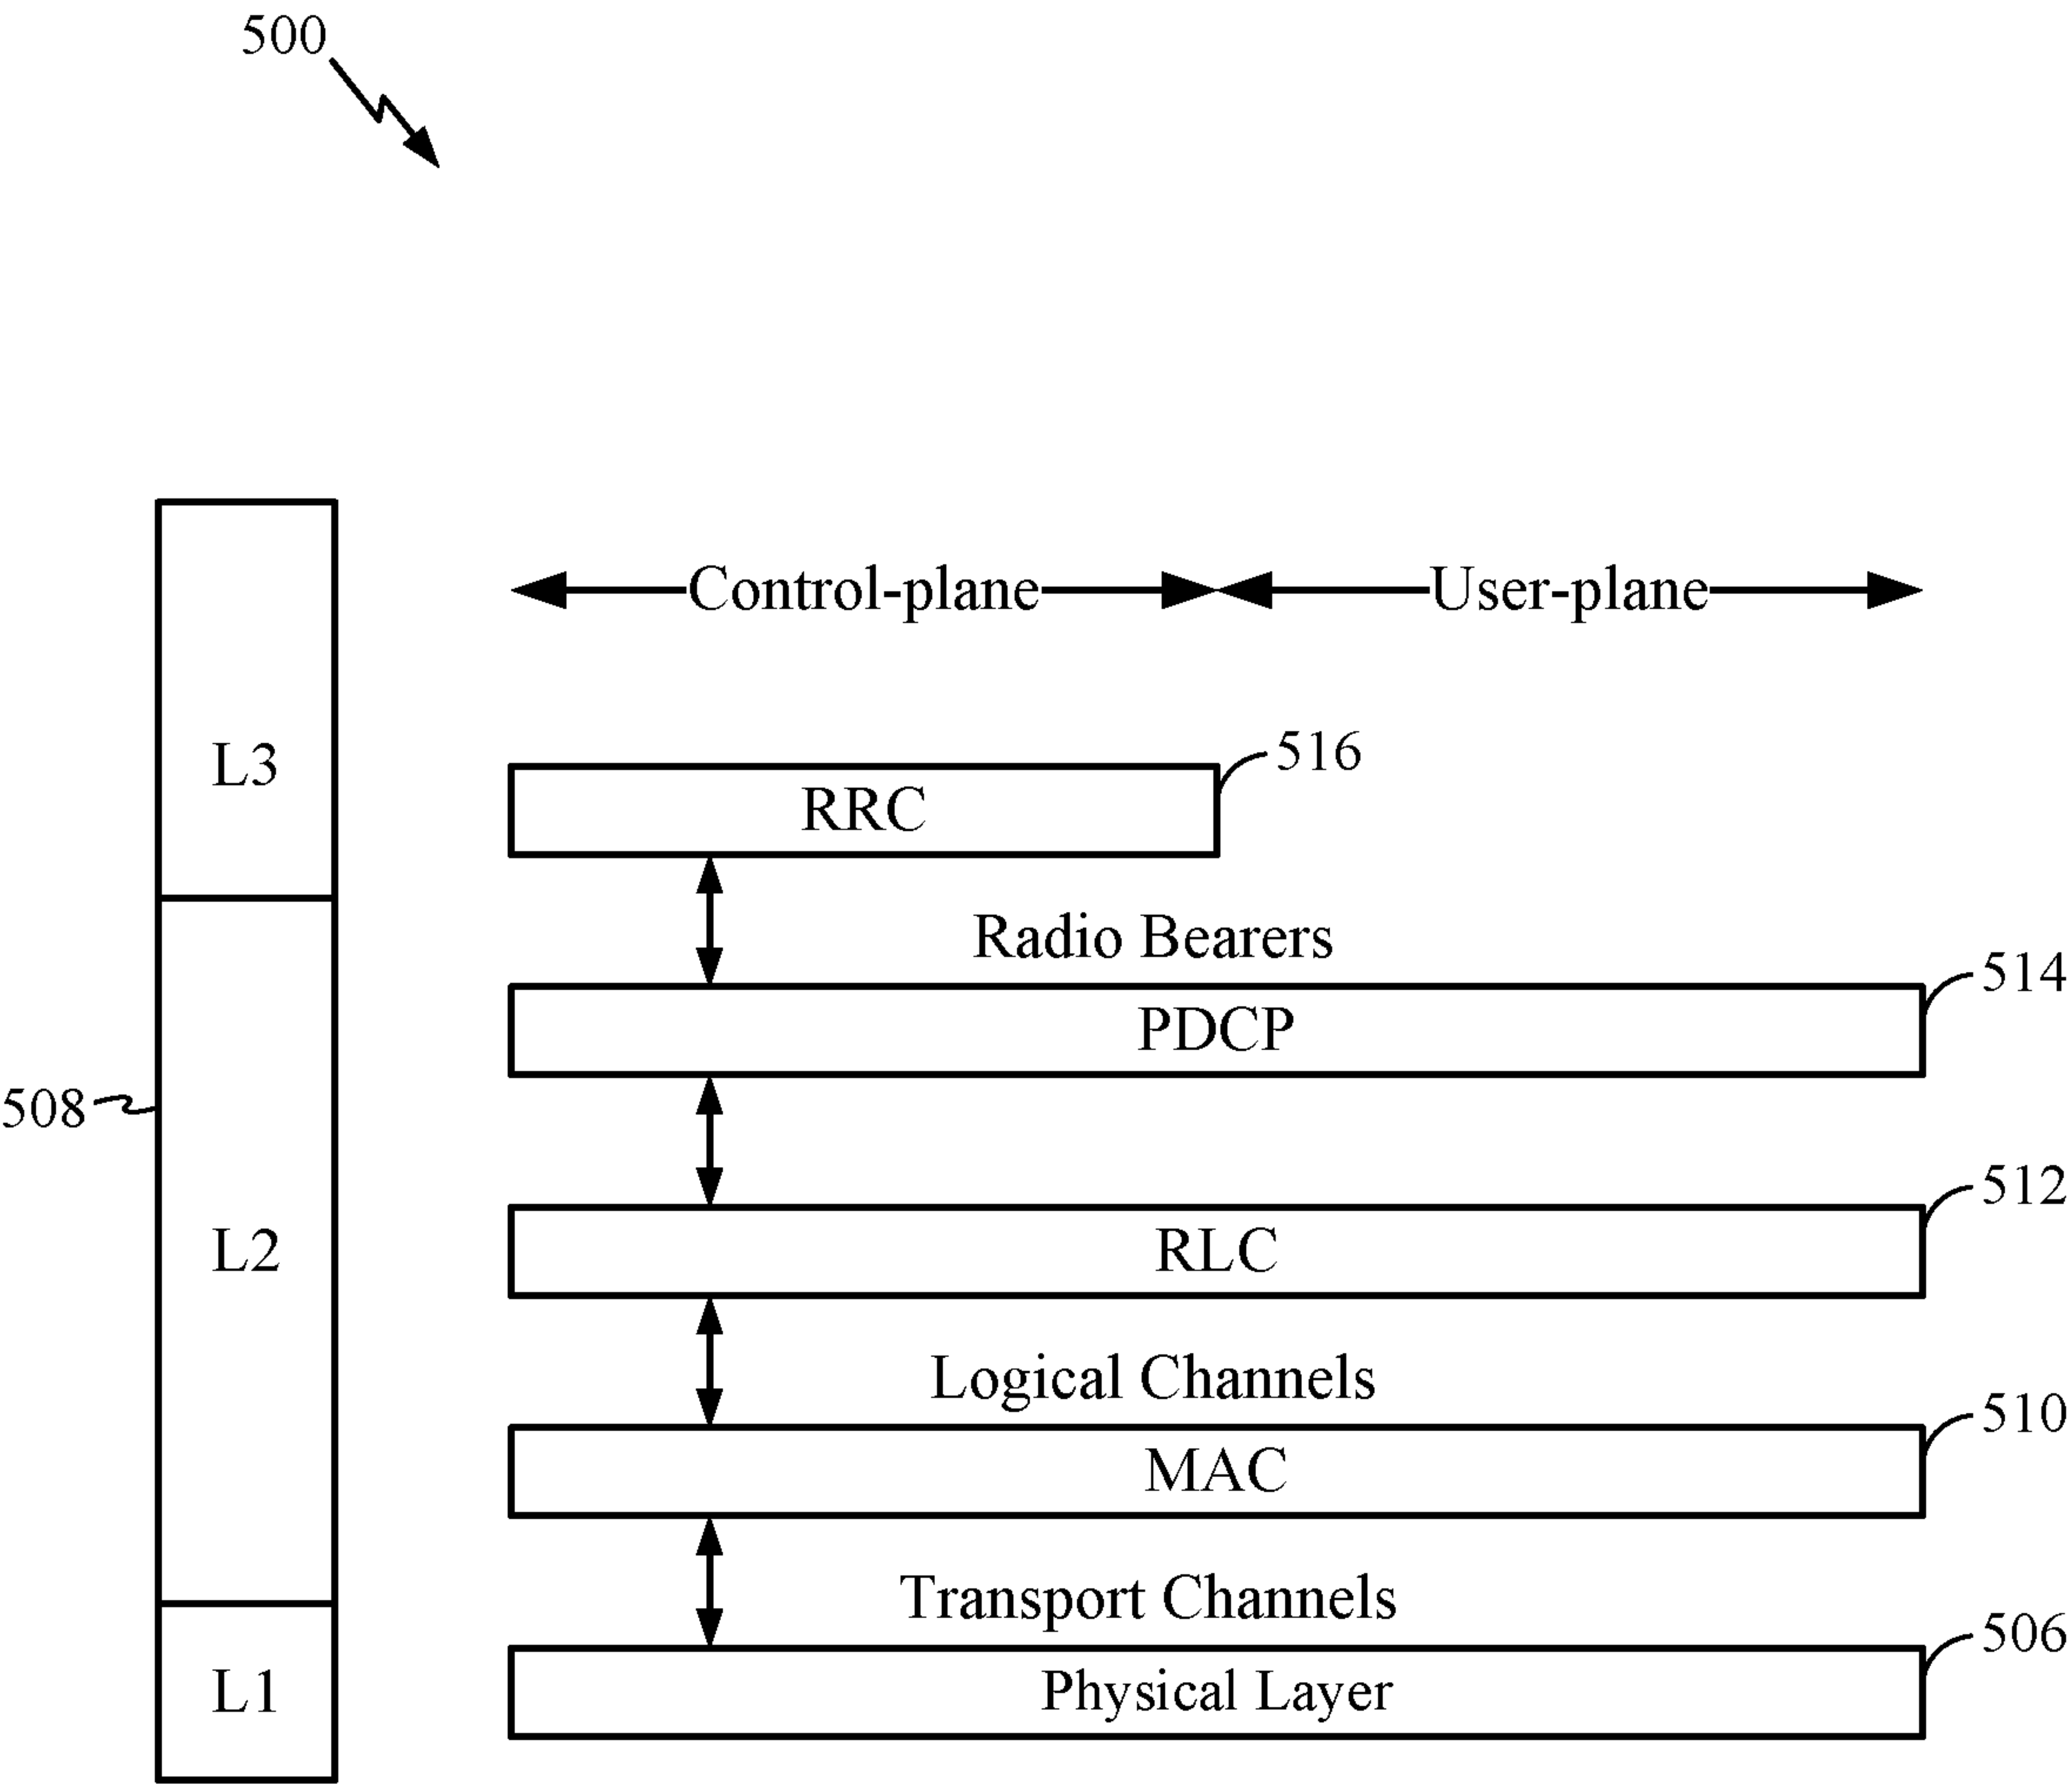 500
Control-plane User-plane
L3
RRC
516
Radio Bearers
PDCP
514
508
L2
RLC
512
Logical Channels
MAC
510
Transport Channels
L1
Physical Layer
506